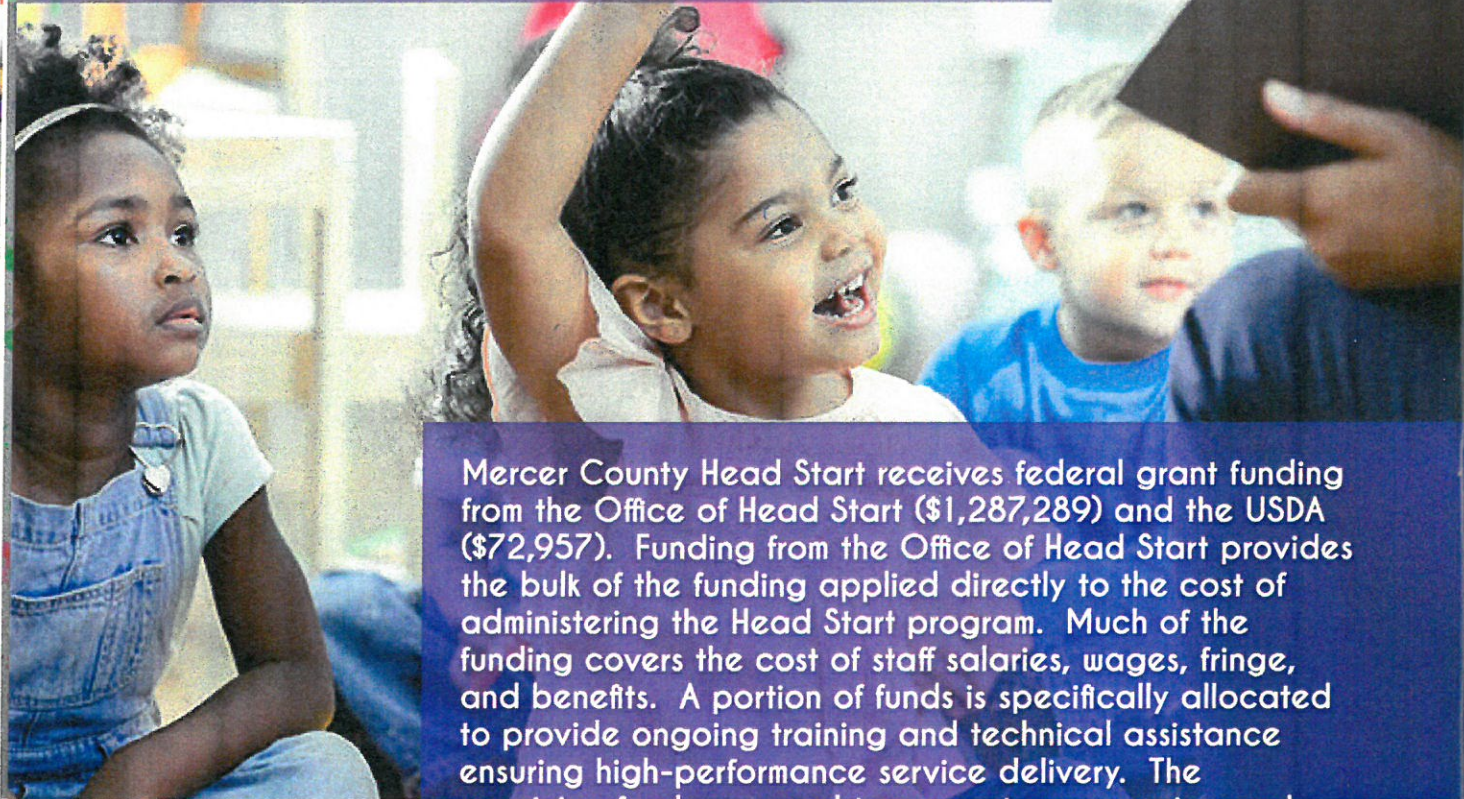 Mercer County Head Start receives federal grant funding
from the Office of Head Start ($1,287,289) and the USDA
($72,957). Funding from the Office of Head Start provides
the bulk of the funding applied directly to the cost of
administering the Head Start program. Much of the
funding covers the cost of staff salaries, wages, fringe,
and benefits. A portion of funds is specifically allocated
to provide ongoing training and technical assistance
ensuring high-performance service delivery. The